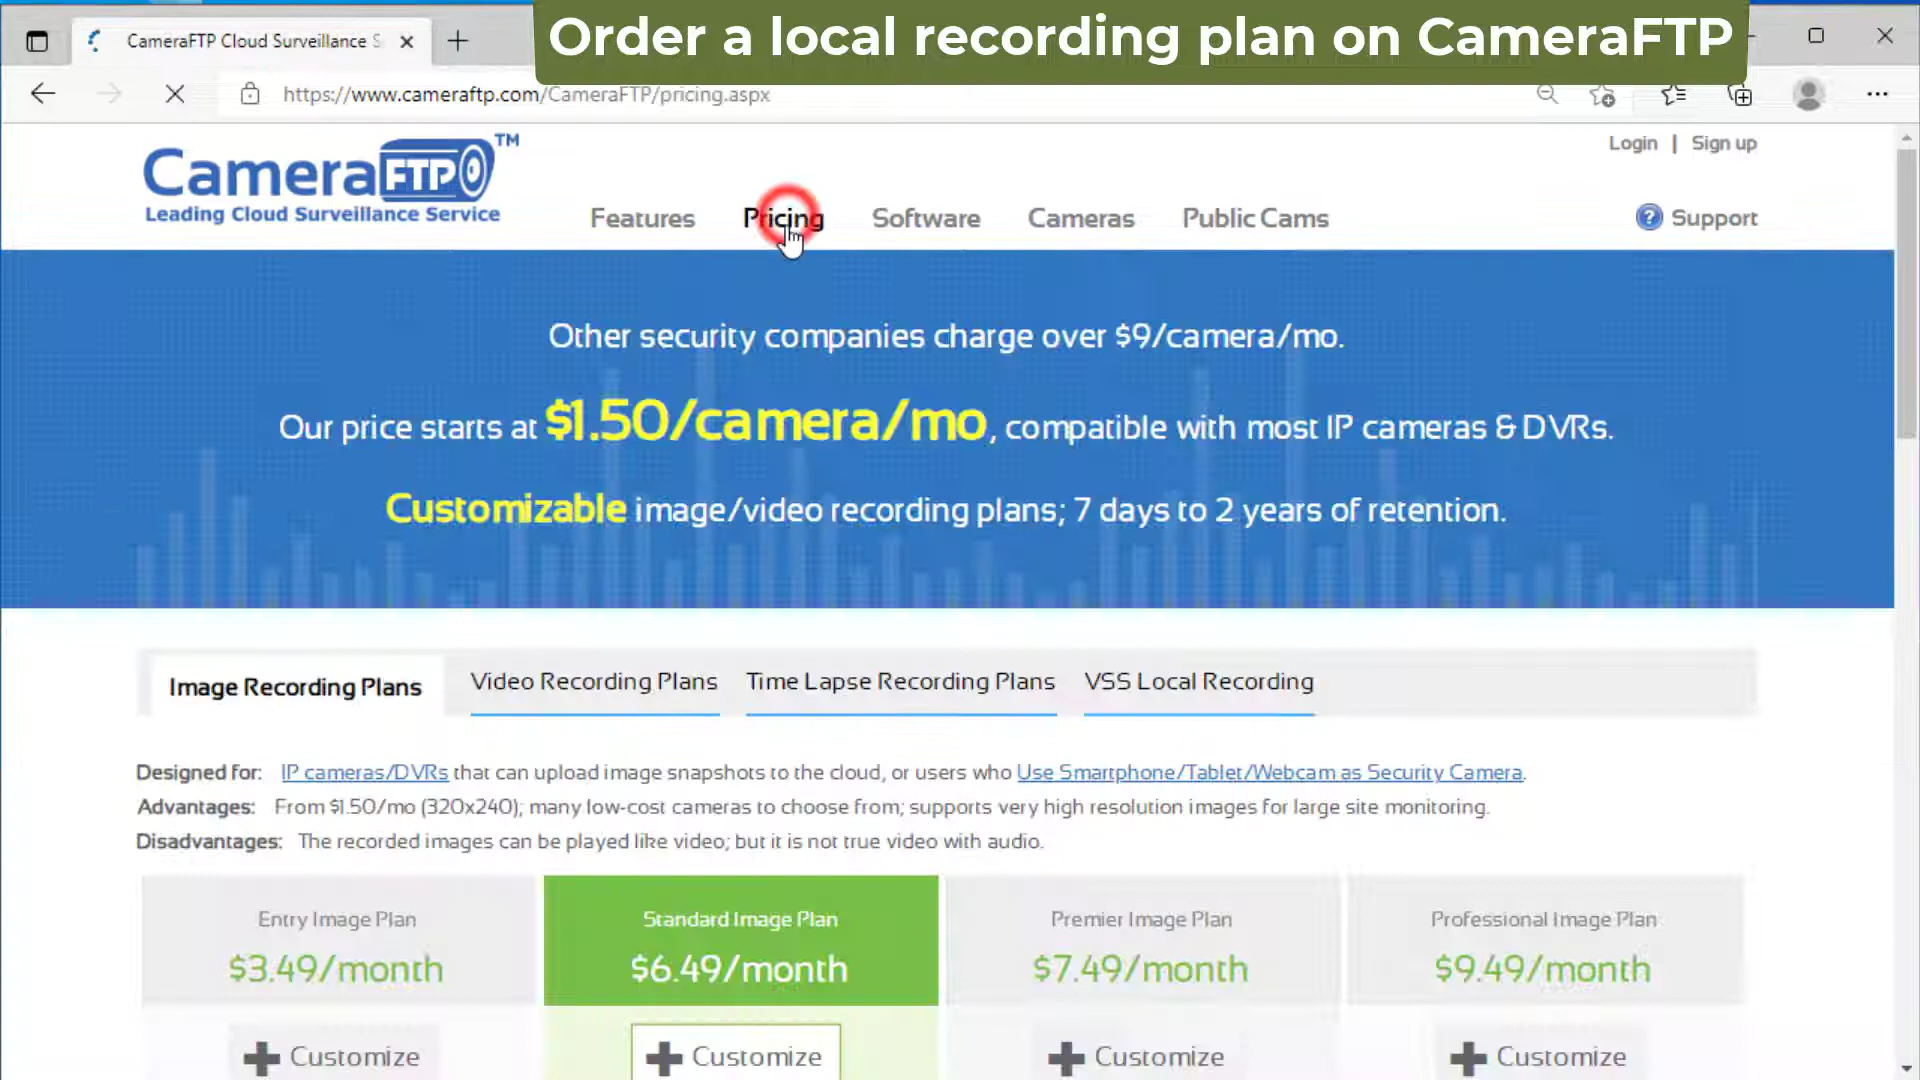 Order a local recording plan on CameraFTP
CameraFTP Cloud Surveillance S
https://www.cameraftp.com/CameraFTP/pricing.aspx
Login | Sign up
CameraFTP™
Leading Cloud Surveillance Service
Features Pricing Software Cameras Public Cams ? Support
Other security companies charge over $9/camera/mo.
Our price starts at $1.50/camera/mo, compatible with most IP cameras & DVRs.
Customizable image/video recording plans; 7 days to 2 years of retention.
Image Recording Plans Video Recording Plans Time Lapse Recording Plans VSS Local Recording
Designed for: IP cameras/DVRs that can upload image snapshots to the cloud, or users who Use Smartphone/Tablet/Webcam as Security Camera.
Advantages: From $1.50/mo (320x240); many low-cost cameras to choose from; supports very high resolution images for large site monitoring.
Disadvantages: The recorded images can be played like video; but it is not true video with audio.
Entry Image Plan Standard Image Plan Premier Image Plan Professional Image Plan
$3.49/month $6.49/month $7.49/month $9.49/month
Customize Customize Customize Customize